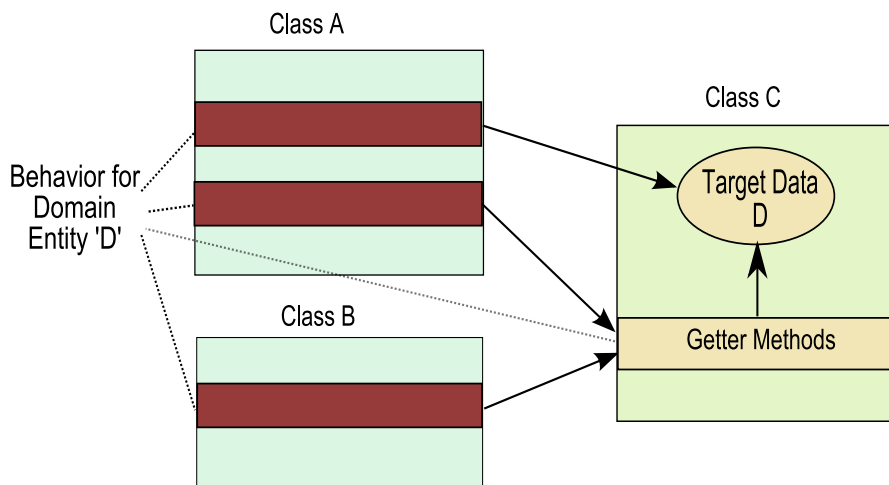 Class A
Class C
Behavior for
Domain
Entity 'D'
Target Data
D
Class B
Getter Methods